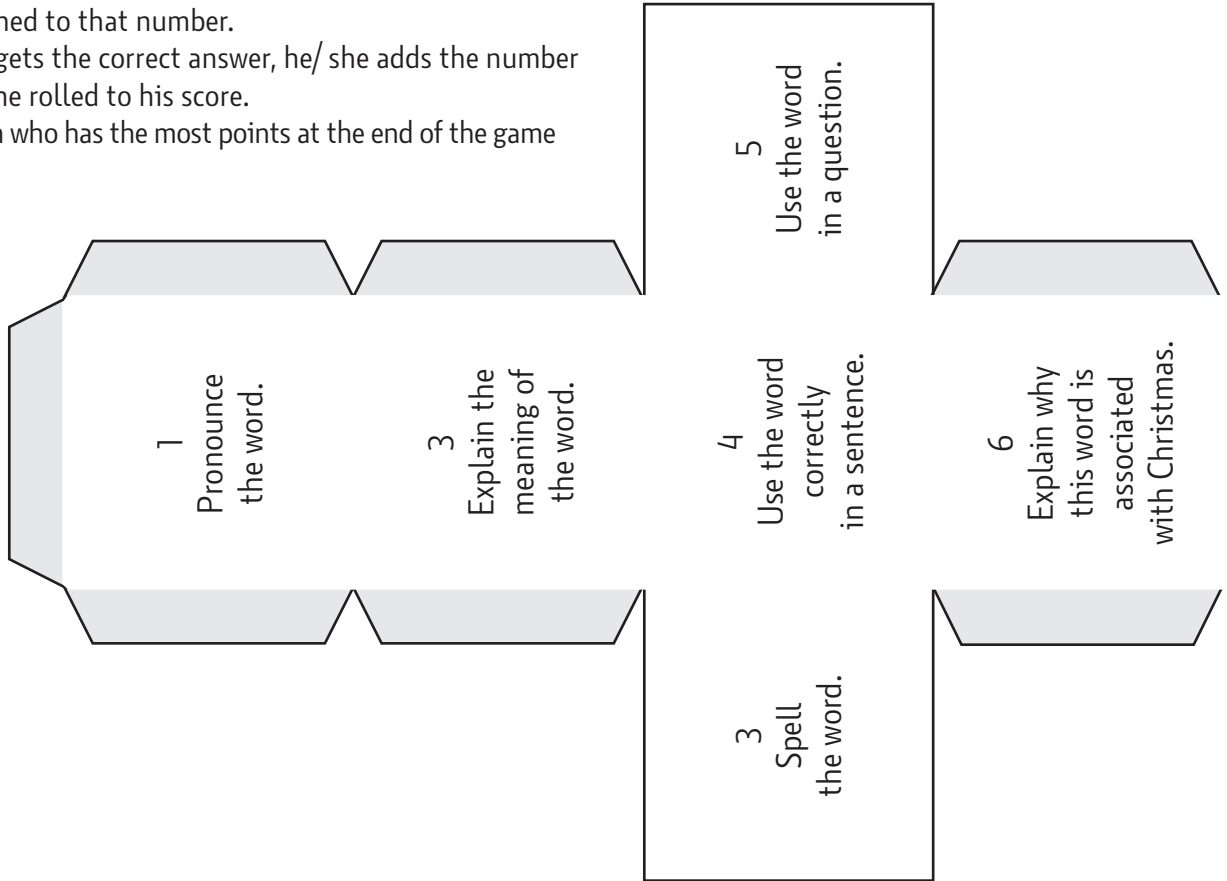 ned to that number.
gets the correct answer, he/ she adds the number
he rolled to his score.
n who has the most points at the end of the game
5
Use the word
in a question.
1
Pronounce
the word.
3
Explain the
meaning of
the word.
4
Use the word
correctly
in a sentence.
6
Explain why
this word is
associated
with Christmas.
3
Spell
the word.